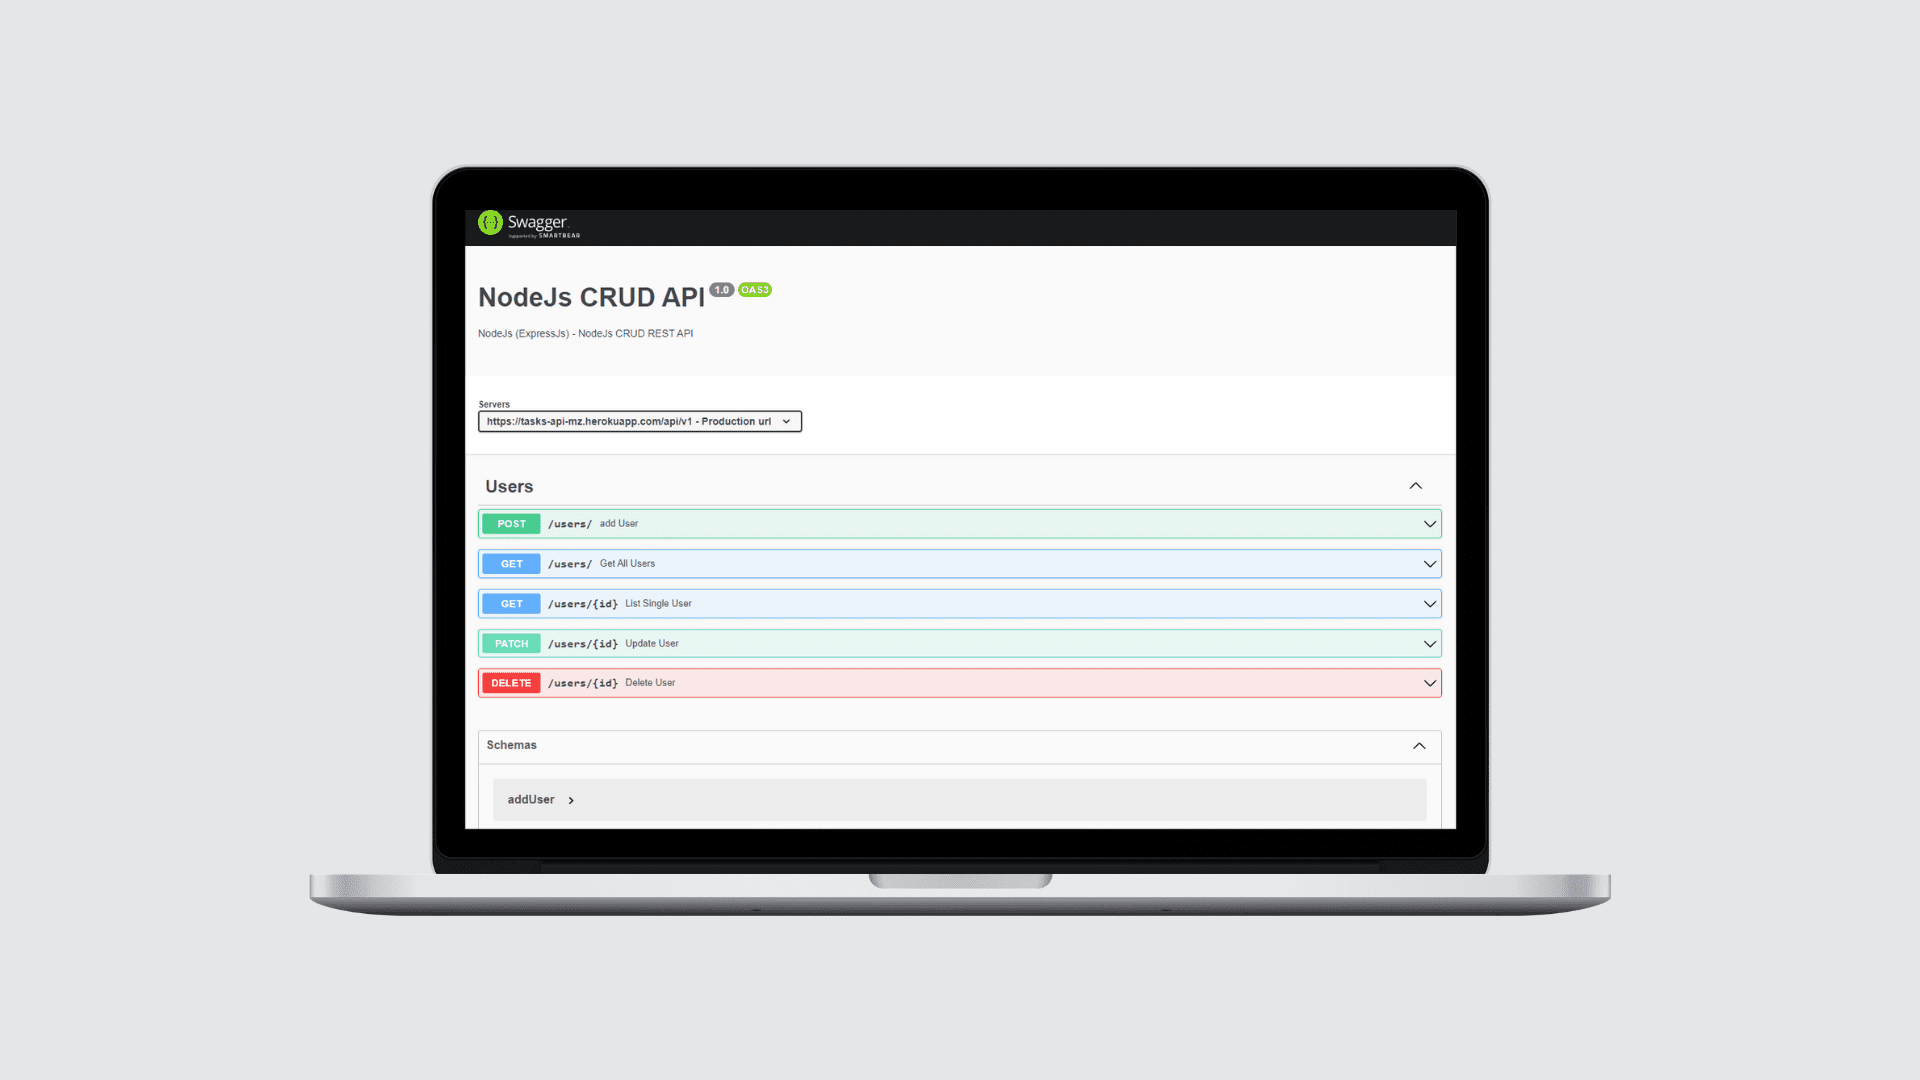 {...} Swagger.
Supported by SMARTBEAR
NodeJs CRUD API 1.0 OAS3
NodeJs (ExpressJs) - NodeJs CRUD REST API
Servers
https://tasks-api-mz.herokuapp.com/api/v1 - Production url
Users
POST /users/ add User
GET /users/ Get All Users
GET /users/{id} List Single User
PATCH /users/{id} Update User
DELETE /users/{id} Delete User
Schemas
addUser